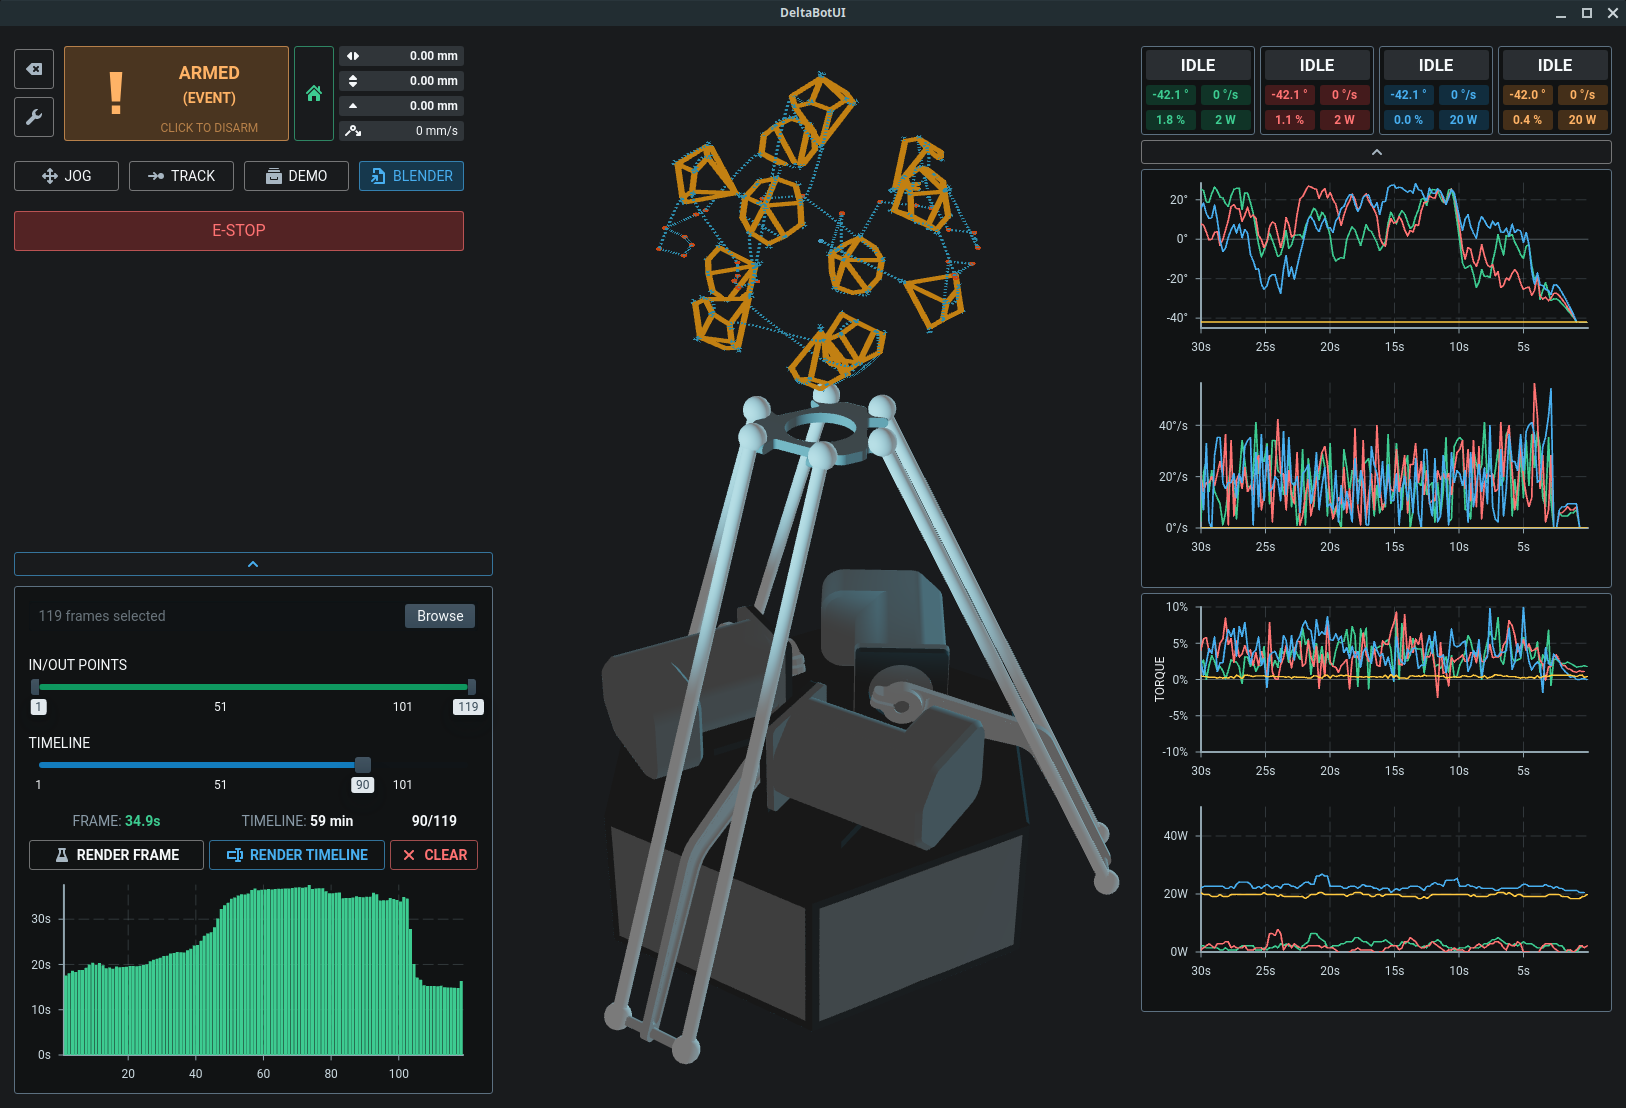 DeltaBotUI
ARMED
(EVENT)
CLICK TO DISARM
0.00 mm
0.00 mm
0.00 mm
0 mm/s
JOG
TRACK
DEMO
BLENDER
E-STOP
119 frames selected
Browse
IN/OUT POINTS
1
51
101
119
TIMELINE
1
51
90
101
FRAME: 34.9s
TIMELINE: 59 min
90/119
RENDER FRAME
RENDER TIMELINE
CLEAR
30s
20s
10s
0s
20
40
60
80
100
IDLE
-42.1 °
0 °/s
1.8 %
2 W
IDLE
-42.1 °
0 °/s
1.1 %
2 W
IDLE
-42.1 °
0 °/s
0.0 %
20 W
IDLE
-42.0 °
0 °/s
0.4 %
20 W
20°
0°
-20°
-40°
30s
25s
20s
15s
10s
5s
40°/s
20°/s
0°/s
30s
25s
20s
15s
10s
5s
TORQUE
10%
5%
0%
-5%
-10%
30s
25s
20s
15s
10s
5s
40W
20W
0W
30s
25s
20s
15s
10s
5s